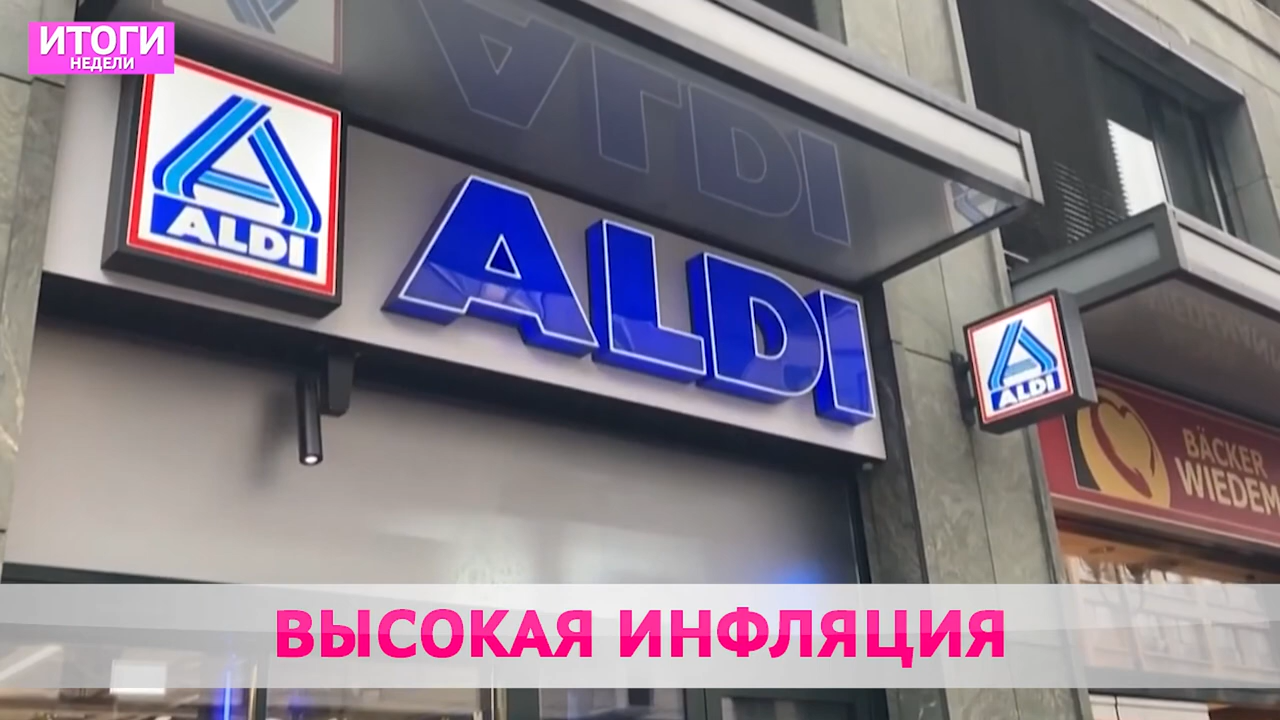 ИТОГИ
НЕДЕЛИ
ALDI
ALDI
ALDI
ALDI
BÄCKER
WIEDEM
ВЫСОКАЯ ИНФЛЯЦИЯ